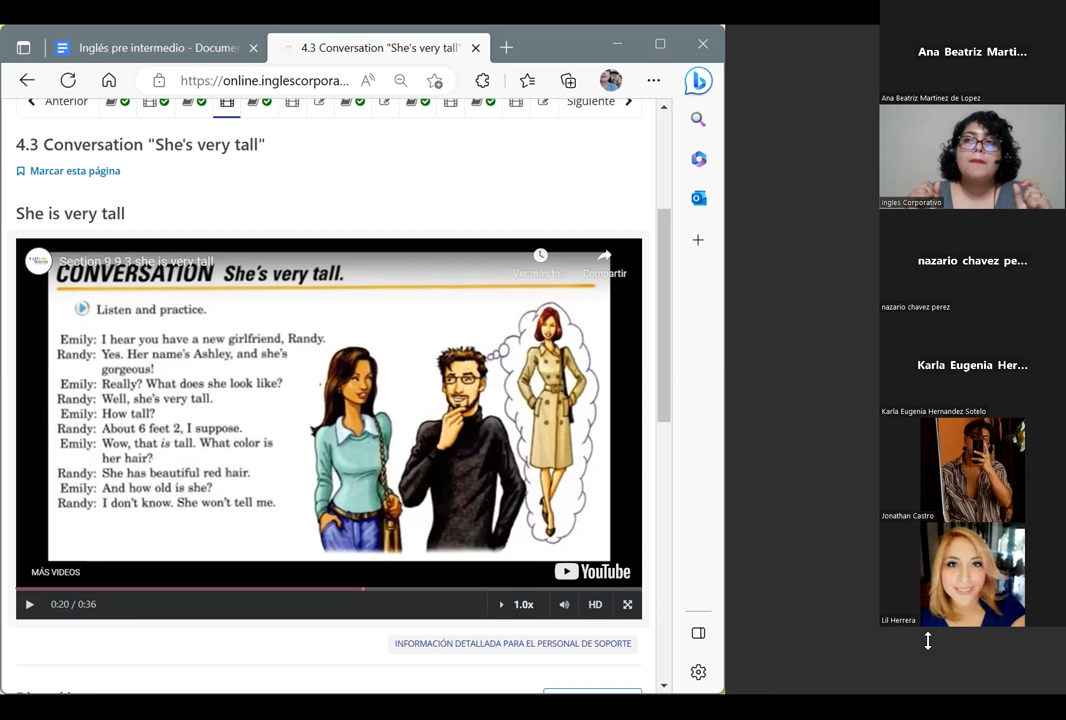 Inglés pre intermedio - Docume
4.3 Conversation "She's very tall"
https://online.inglescorpora...
Anterior
Siguiente
4.3 Conversation "She's very tall"
Marcar esta página
She is very tall
Section 9 9.3 she is very tall
Ver más ta...
Compartir
CONVERSATION She's very tall.
Listen and practice.
Emily: I hear you have a new girlfriend, Randy.
Randy: Yes. Her name's Ashley, and she's
gorgeous!
Emily: Really? What does she look like?
Randy: Well, she's very tall.
Emily: How tall?
Randy: About 6 feet 2, I suppose.
Emily: Wow, that is tall. What color is
her hair?
Randy: She has beautiful red hair.
Emily: And how old is she?
Randy: I don't know. She won't tell me.
MÁS VIDEOS
YouTube
0:20 / 0:36
1.0x
HD
INFORMACIÓN DETALLADA PARA EL PERSONAL DE SOPORTE
Ana Beatriz Marti...
Ana Beatriz Martinez de Lopez
Ingles Corporativo
nazario chavez pe...
nazario chavez perez
Karla Eugenia Her...
Karla Eugenia Hernandez Sotelo
Jonathan Castro
Lil Herrera